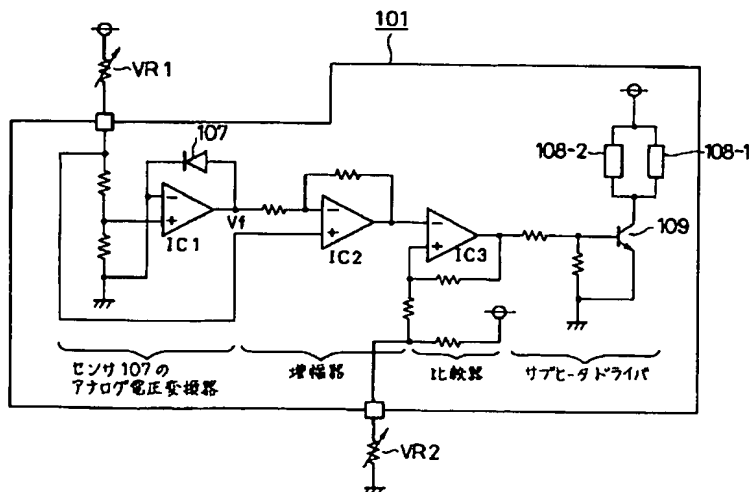 101
VR1
107
108-2
108-1
−
+
IC1
Vf
−
+
IC2
−
+
IC3
109
センサ107の
アナログ電圧変換器
増幅器
比較器
サブヒータドライバ
VR2